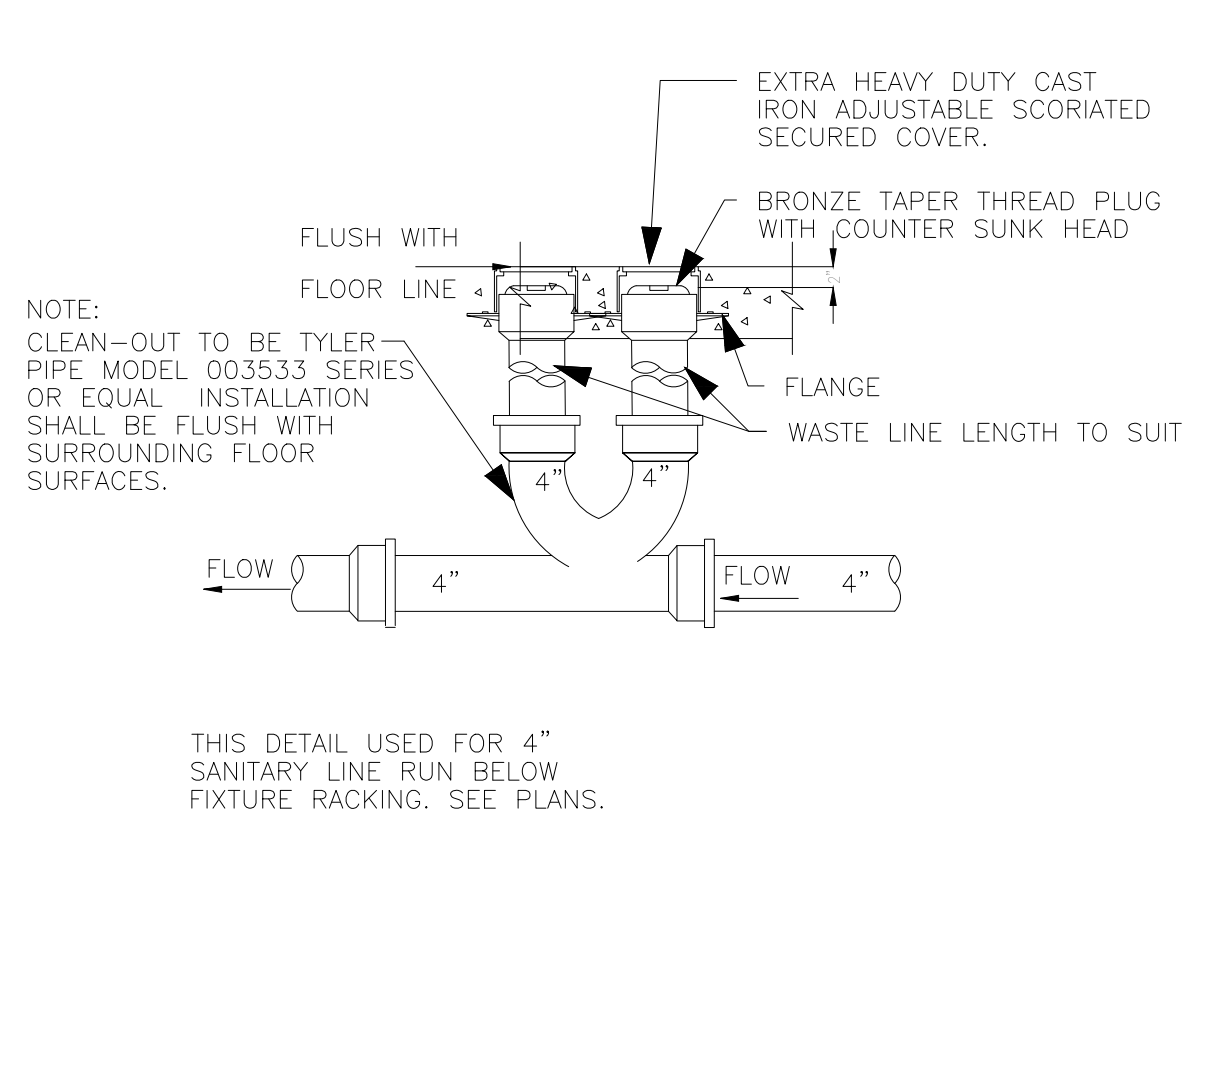 EXTRA HEAVY DUTY CAST
IRON ADJUSTABLE SCORIATED
SECURED COVER.
BRONZE TAPER THREAD PLUG
WITH COUNTER SUNK HEAD
FLUSH WITH
FLOOR LINE
2"
NOTE:
CLEAN-OUT TO BE TYLER
PIPE MODEL 003533 SERIES
OR EQUAL INSTALLATION
SHALL BE FLUSH WITH
SURROUNDING FLOOR
SURFACES.
FLANGE
WASTE LINE LENGTH TO SUIT
4"
4"
FLOW
4"
FLOW
4"
THIS DETAIL USED FOR 4"
SANITARY LINE RUN BELOW
FIXTURE RACKING. SEE PLANS.